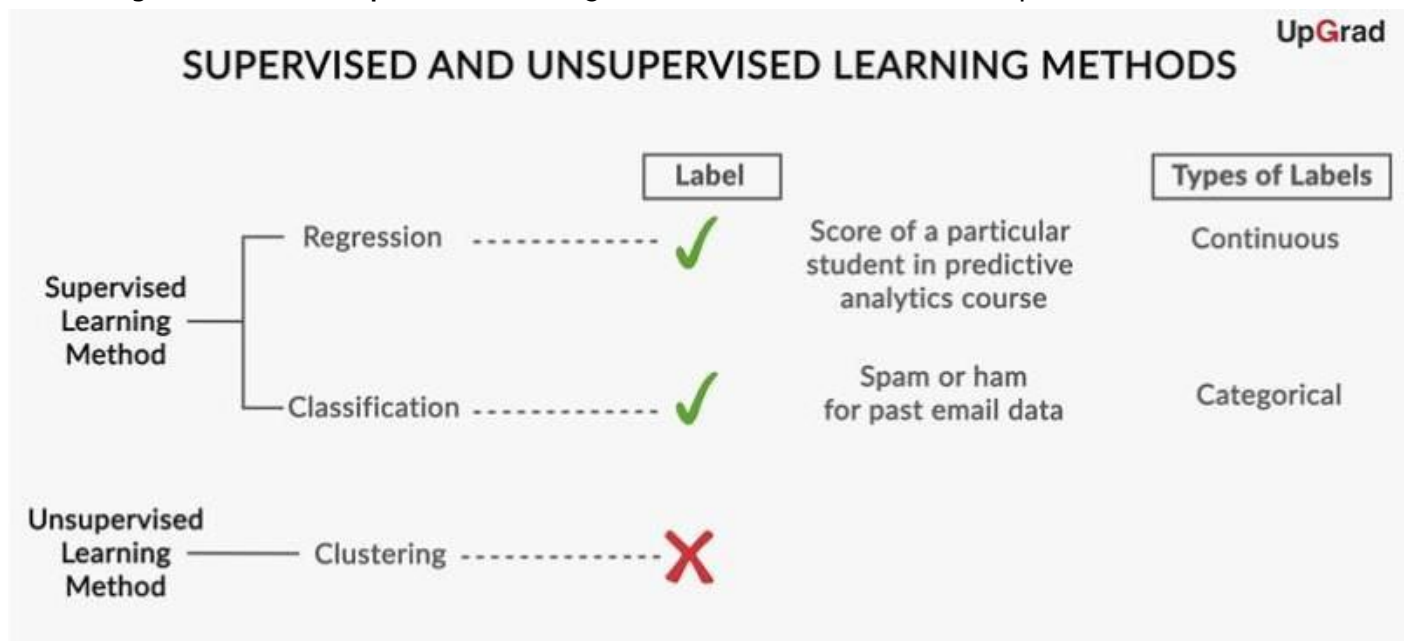 UpGrad
SUPERVISED AND UNSUPERVISED LEARNING METHODS
Label
Types of Labels
Supervised
Learning
Method
Regression
Score of a particular
student in predictive
analytics course
Continuous
Classification
Spam or ham
for past email data
Categorical
Unsupervised
Learning
Method
Clustering